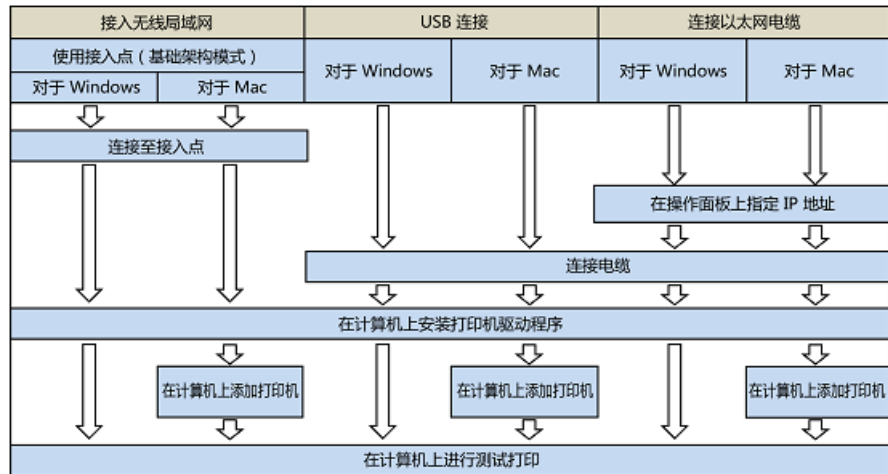 接入无线局域网
USB 连接
连接以太网电缆
使用接入点（基础架构模式）
对于 Windows
对于 Mac
对于 Windows
对于 Mac
对于 Windows
对于 Mac
连接至接入点
在操作面板上指定 IP 地址
连接电缆
在计算机上安装打印机驱动程序
在计算机上添加打印机
在计算机上添加打印机
在计算机上添加打印机
在计算机上进行测试打印